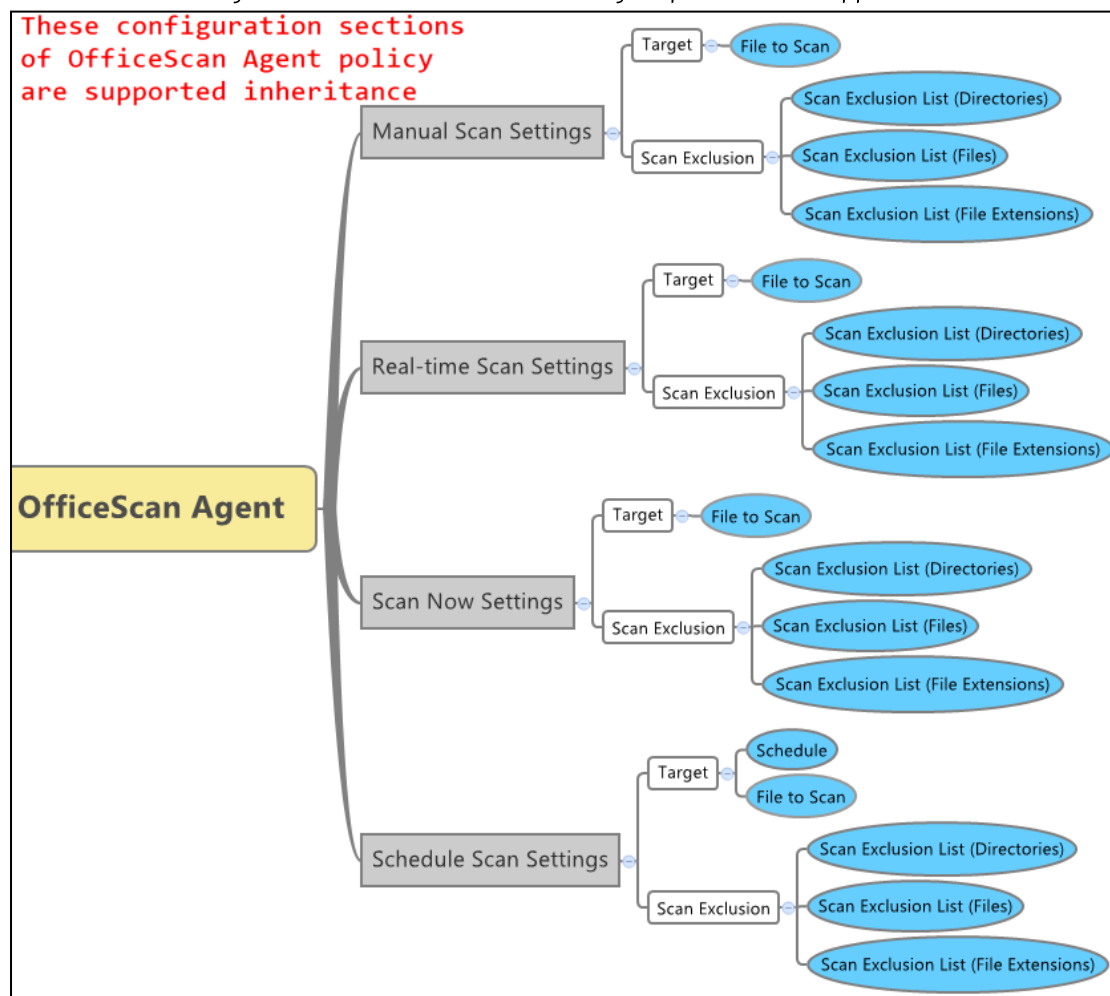 These configuration sections
of OfficeScan Agent policy
are supported inheritance
OfficeScan Agent
Manual Scan Settings
Target
File to Scan
Scan Exclusion
Scan Exclusion List (Directories)
Scan Exclusion List (Files)
Scan Exclusion List (File Extensions)
Real-time Scan Settings
Target
File to Scan
Scan Exclusion
Scan Exclusion List (Directories)
Scan Exclusion List (Files)
Scan Exclusion List (File Extensions)
Scan Now Settings
Target
File to Scan
Scan Exclusion
Scan Exclusion List (Directories)
Scan Exclusion List (Files)
Scan Exclusion List (File Extensions)
Schedule Scan Settings
Target
Schedule
File to Scan
Scan Exclusion
Scan Exclusion List (Directories)
Scan Exclusion List (Files)
Scan Exclusion List (File Extensions)